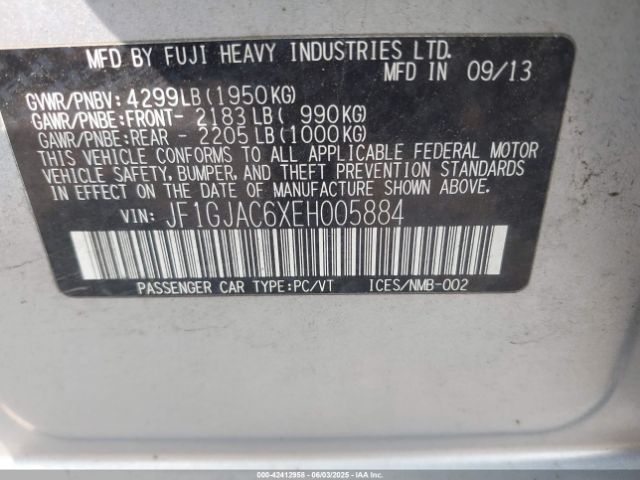 MFD BY FUJI HEAVY INDUSTRIES LTD.
MFD IN 09/13
GVWR/PNBV: 4299LB(1950KG)
GAWR/PNBE:FRONT- 2183LB( 990KG)
GAWR/PNBE:REAR - 2205LB(1000KG)
THIS VEHICLE CONFORMS TO ALL APPLICABLE FEDERAL MOTOR
VEHICLE SAFETY, BUMPER, AND THEFT PREVENTION STANDARDS
IN EFFECT ON THE DATE OF MANUFACTURE SHOWN ABOVE.
VIN: JF1GJAC6XEH005884
PASSENGER CAR TYPE:PC/VT ICES/NMB-002
000-42412958 - 06/03/2025 - IAAI.COM